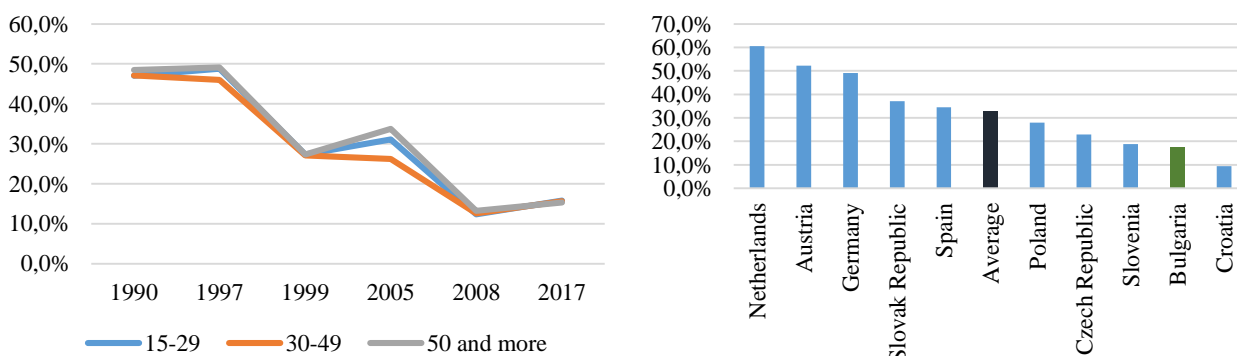 60,0%
50,0%
40,0%
30,0%
20,0%
10,0%
0,0%
1990 1997 1999 2005 2008 2017
15-29 30-49 50 and more
70,0%
60,0%
50,0%
40,0%
30,0%
20,0%
10,0%
0,0%
Netherlands
Austria
Germany
Slovak Republic
Spain
Average
Poland
Czech Republic
Slovenia
Bulgaria
Croatia